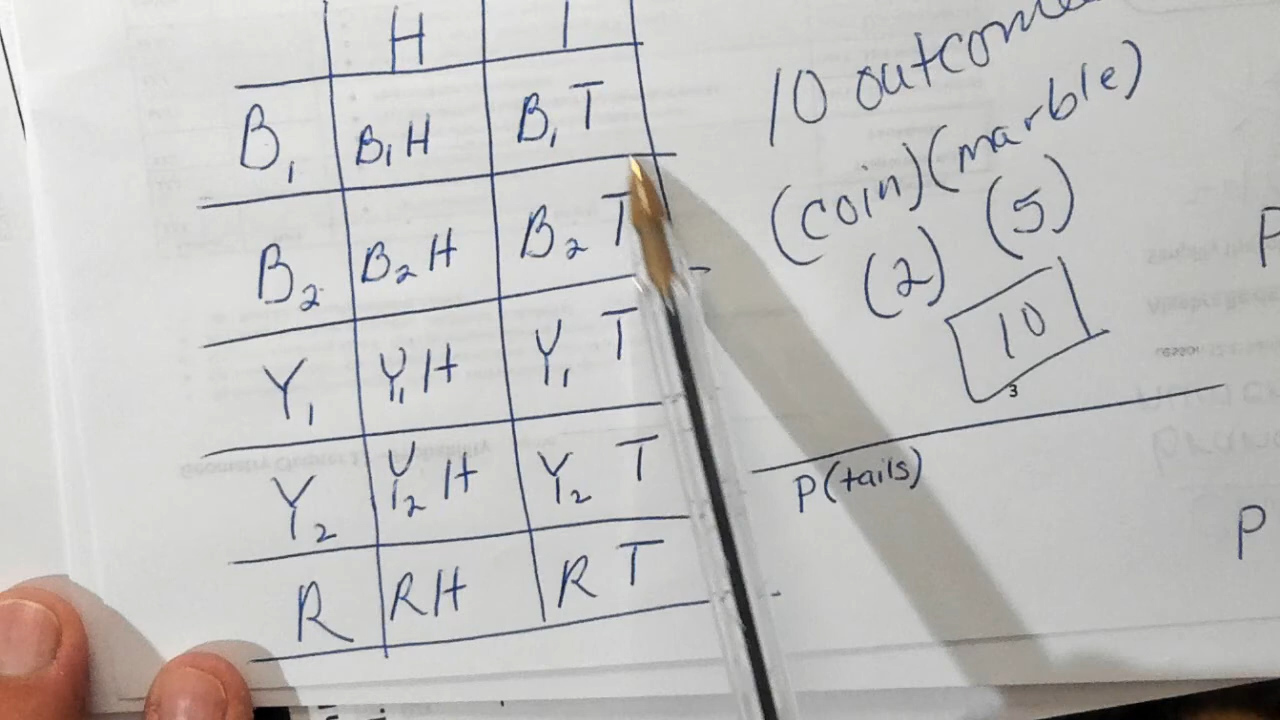 H T
B₁ B₁H B₁T
B₂ B₂H B₂T
Y₁ Y₁H Y₁T
Y₂ Y₂H Y₂T
R RH RT
10 outcome
(coin)(marble)
(2) (5)
10
3
P(tails)
P
P